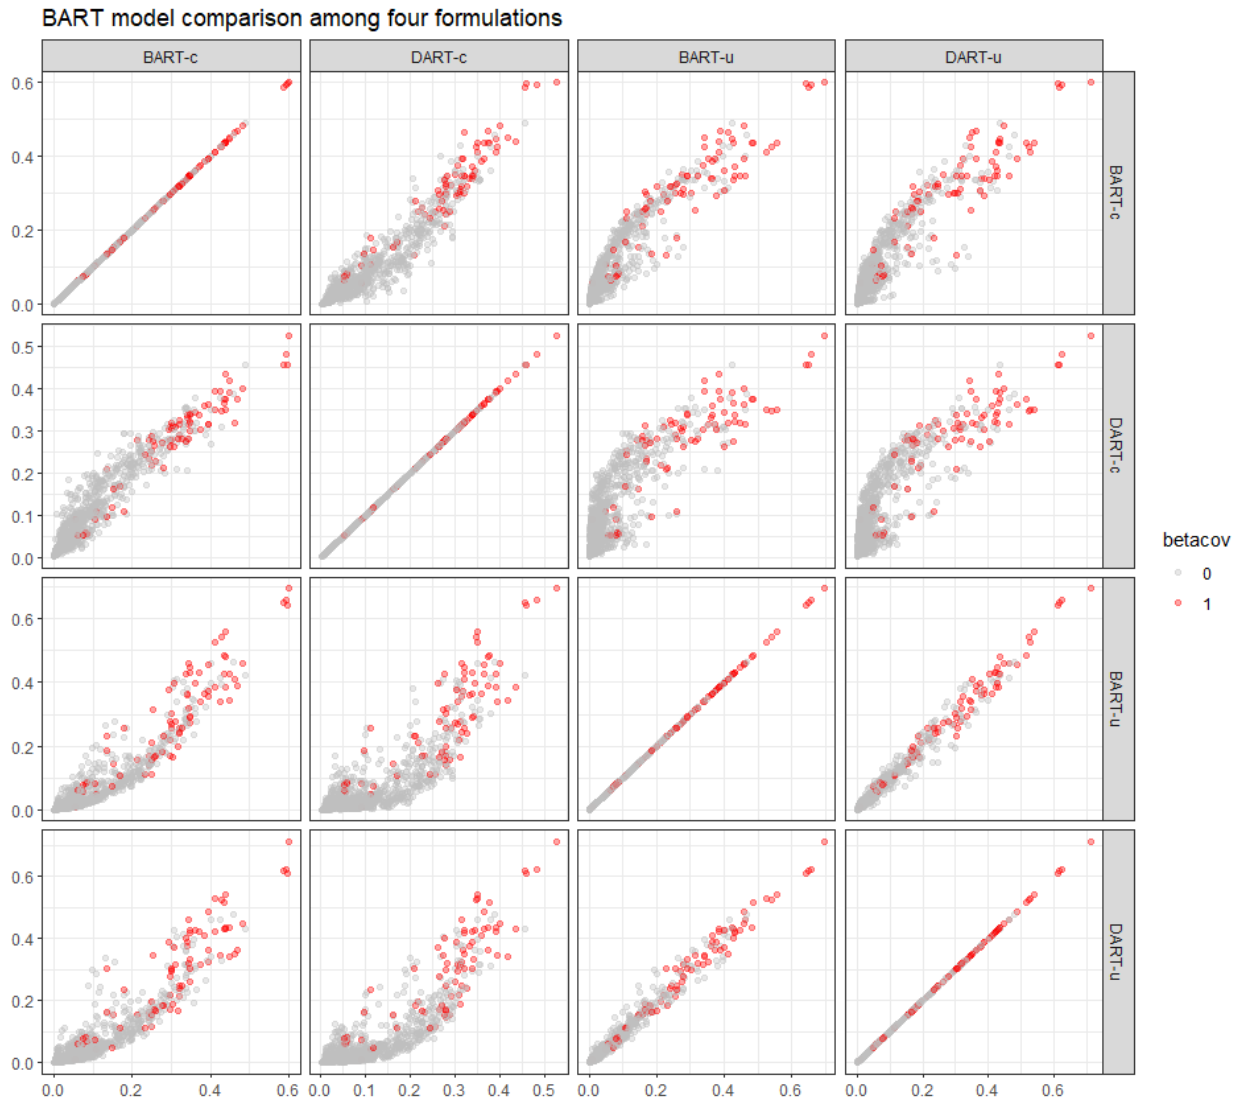 BART model comparison among four formulations
BART-c DART-c BART-u DART-u
0.6
0.4
0.2
0.0
BART-c
0.5
0.4
0.3
0.2
0.1
0.0
DART-c
betacov
0
1
0.6
0.4
0.2
0.0
BART-u
0.6
0.4
0.2
0.0
DART-u
0.0 0.2 0.4 0.6 0.0 0.1 0.2 0.3 0.4 0.5 0.0 0.2 0.4 0.6 0.0 0.2 0.4 0.6